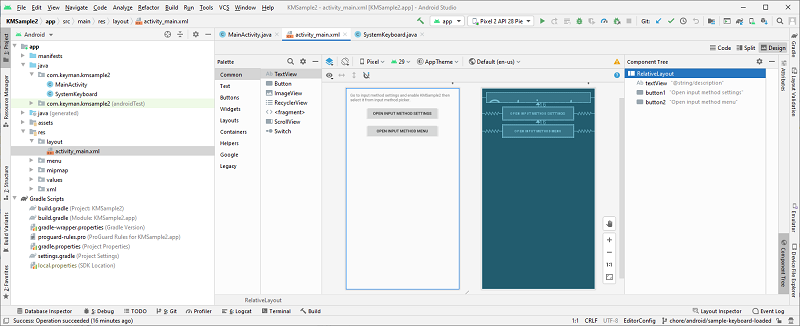 File Edit View Navigate Code Analyze Refactor Build Run Tools VCS Window Help KMSample2 - activity_main.xml [KMSample2.app] - Android Studio
KMSample2 app src main res layout activity_main.xml
app Pixel 2 API 28 Pie Git:
Android
MainActivity.java activity_main.xml SystemKeyboard.java
Code Split Design
1: Project
Resource Manager
Z: Structure
Build Variants
2: Favorites
app
manifests
java
com.keyman.kmsample2
MainActivity
SystemKeyboard
com.keyman.kmsample2 (androidTest)
java (generated)
assets
res
layout
activity_main.xml
menu
mipmap
values
xml
Gradle Scripts
build.gradle (Project: KMSample2)
build.gradle (Module: KMSample2.app)
gradle-wrapper.properties (Gradle Version)
proguard-rules.pro (ProGuard Rules for KMSample2.app)
gradle.properties (Project Properties)
settings.gradle (Project Settings)
local.properties (SDK Location)
Palette
Common
Text
Buttons
Widgets
Layouts
Containers
Helpers
Google
Legacy
Ab TextView
Button
ImageView
RecyclerView
<fragment>
ScrollView
Switch
Pixel 29 AppTheme Default (en-us)
Go to input method settings and enable KMSample2 then
select it from input method picker.
OPEN INPUT METHOD SETTINGS
OPEN INPUT METHOD MENU
OPEN INPUT METHOD SETTINGS
OPEN INPUT METHOD MENU
1:1
RelativeLayout
Component Tree
RelativeLayout
Ab textView "@string/description"
button1 "Open input method settings"
button2 "Open input method menu"
Attributes
Component Tree
Gradle
Layout Validation
Emulator
Device File Explorer
Database Inspector 5: Debug TODO 9: Git Profiler 6: Logcat Terminal Build Layout Inspector Event Log
Success: Operation succeeded (16 minutes ago) 1:1 CRLF UTF-8 EditorConfig chore/android/sample-keyboard-loaded